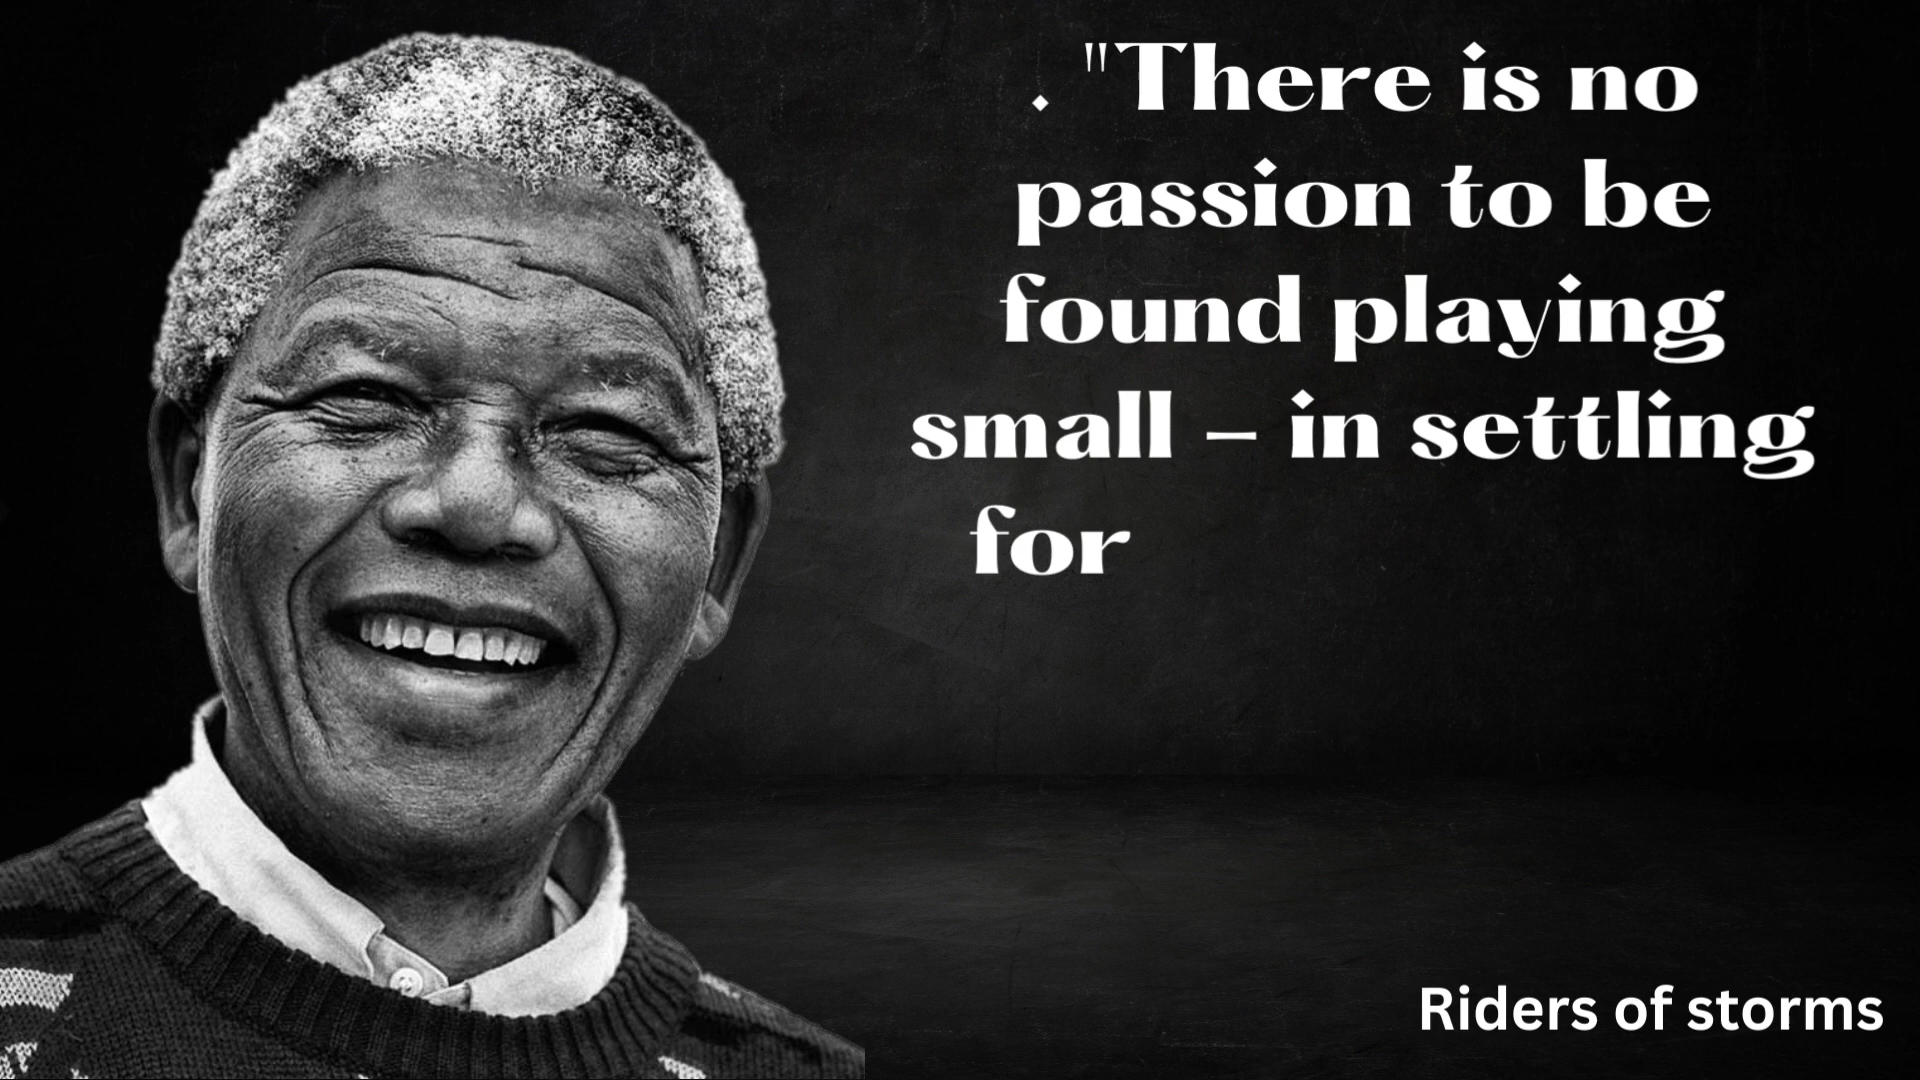 . "There is no
passion to be
found playing
small – in settling
for
Riders of storms